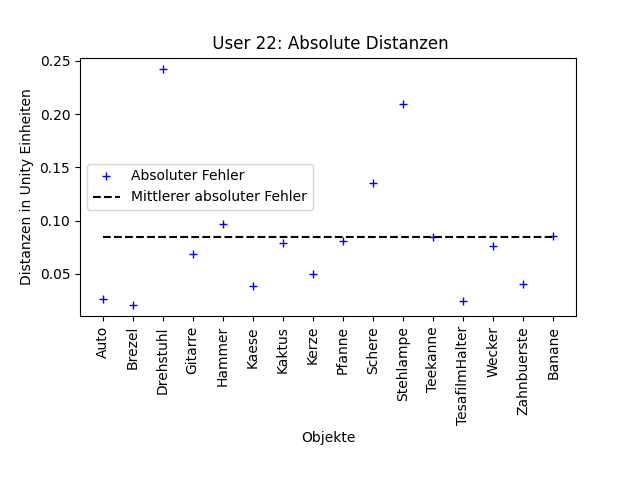 User 22: Absolute Distanzen
Distanzen in Unity Einheiten
0.25
0.20
0.15
0.10
0.05
Absoluter Fehler
Mittlerer absoluter Fehler
Auto
Brezel
Drehstuhl
Gitarre
Hammer
Kaese
Kaktus
Kerze
Pfanne
Schere
Stehlampe
Teekanne
TesafilmHalter
Wecker
Zahnbuerste
Banane
Objekte